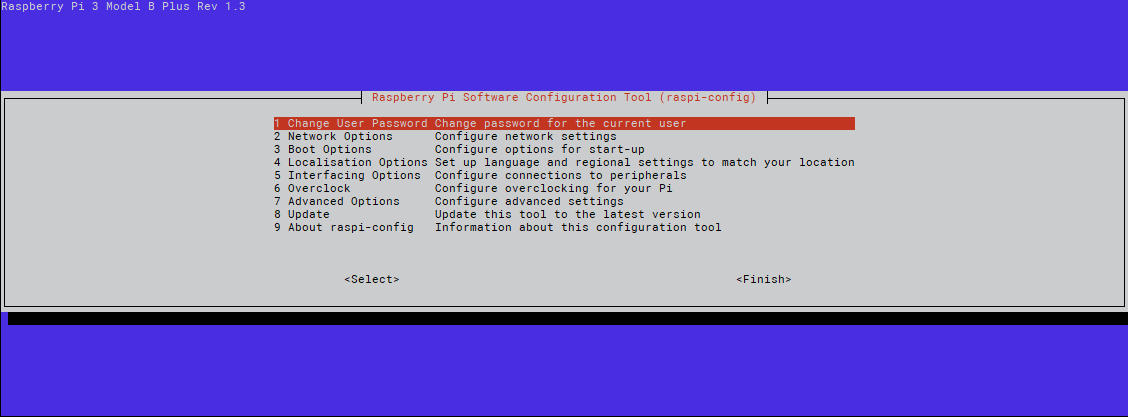 Raspberry Pi 3 Model B Plus Rev 1.3
Raspberry Pi Software Configuration Tool (raspi-config)
1 Change User Password Change password for the current user
2 Network Options Configure network settings
3 Boot Options Configure options for start-up
4 Localisation Options Set up language and regional settings to match your location
5 Interfacing Options Configure connections to peripherals
6 Overclock Configure overclocking for your Pi
7 Advanced Options Configure advanced settings
8 Update Update this tool to the latest version
9 About raspi-config Information about this configuration tool
<Select> <Finish>